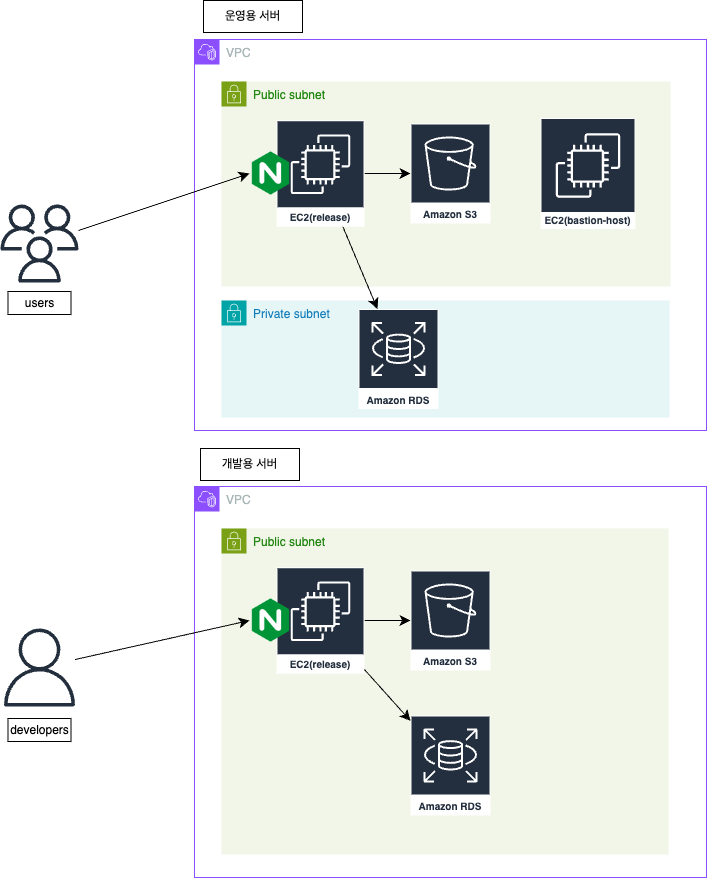 운영용 서버
VPC
Public subnet
N
EC2(release)
Amazon S3
EC2(bastion-host)
users
Private subnet
Amazon RDS
개발용 서버
VPC
Public subnet
N
EC2(release)
Amazon S3
developers
Amazon RDS